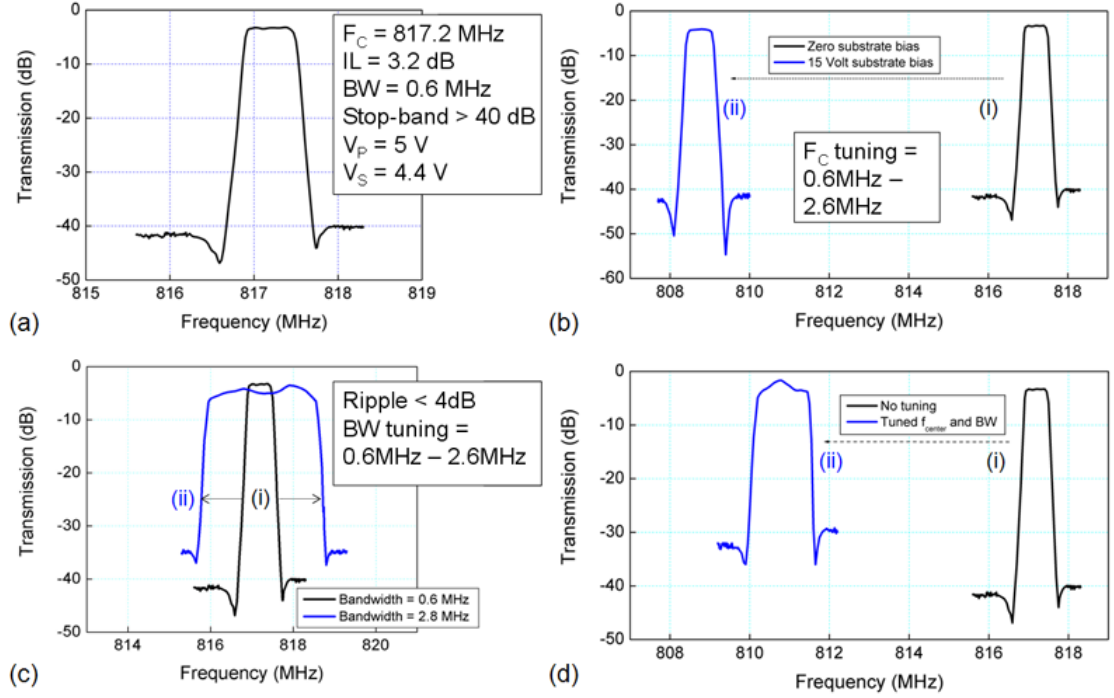 0
-10
-20
-30
-40
-50
Transmission (dB)
815 816 817 818 819
Frequency (MHz)
F_C = 817.2 MHz
IL = 3.2 dB
BW = 0.6 MHz
Stop-band > 40 dB
V_P = 5 V
V_S = 4.4 V
(a)
0
-10
-20
-30
-40
-50
-60
Transmission (dB)
808 810 812 814 816 818
Frequency (MHz)
Zero substrate bias
15 Volt substrate bias
(ii)
(i)
F_C tuning =
0.6MHz –
2.6MHz
(b)
0
-10
-20
-30
-40
-50
Transmission (dB)
814 816 818 820
Frequency (MHz)
Ripple < 4dB
BW tuning =
0.6MHz – 2.6MHz
(ii) (i)
Bandwidth = 0.6 MHz
Bandwidth = 2.8 MHz
(c)
0
-10
-20
-30
-40
-50
Transmission (dB)
808 810 812 814 816 818
Frequency (MHz)
No tuning
Tuned f_center and BW
(ii)
(i)
(d)